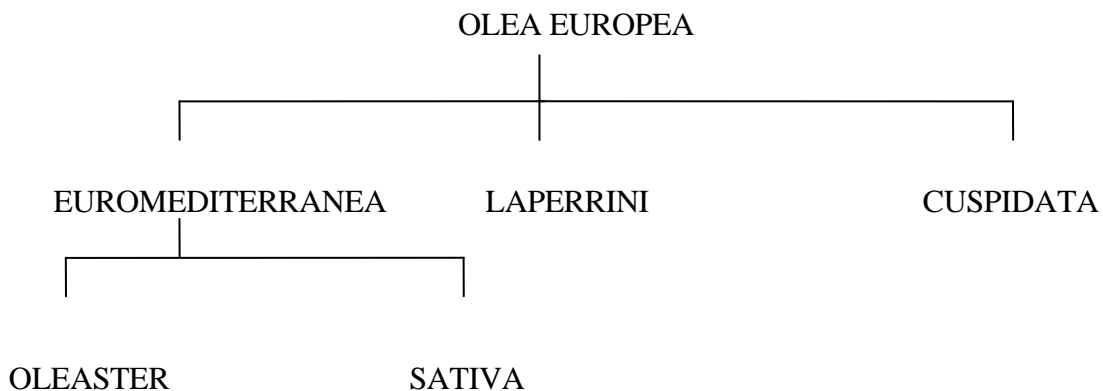 OLEA EUROPEA
EUROMEDITERRANEA LAPERRINI CUSPIDATA
OLEASTER SATIVA